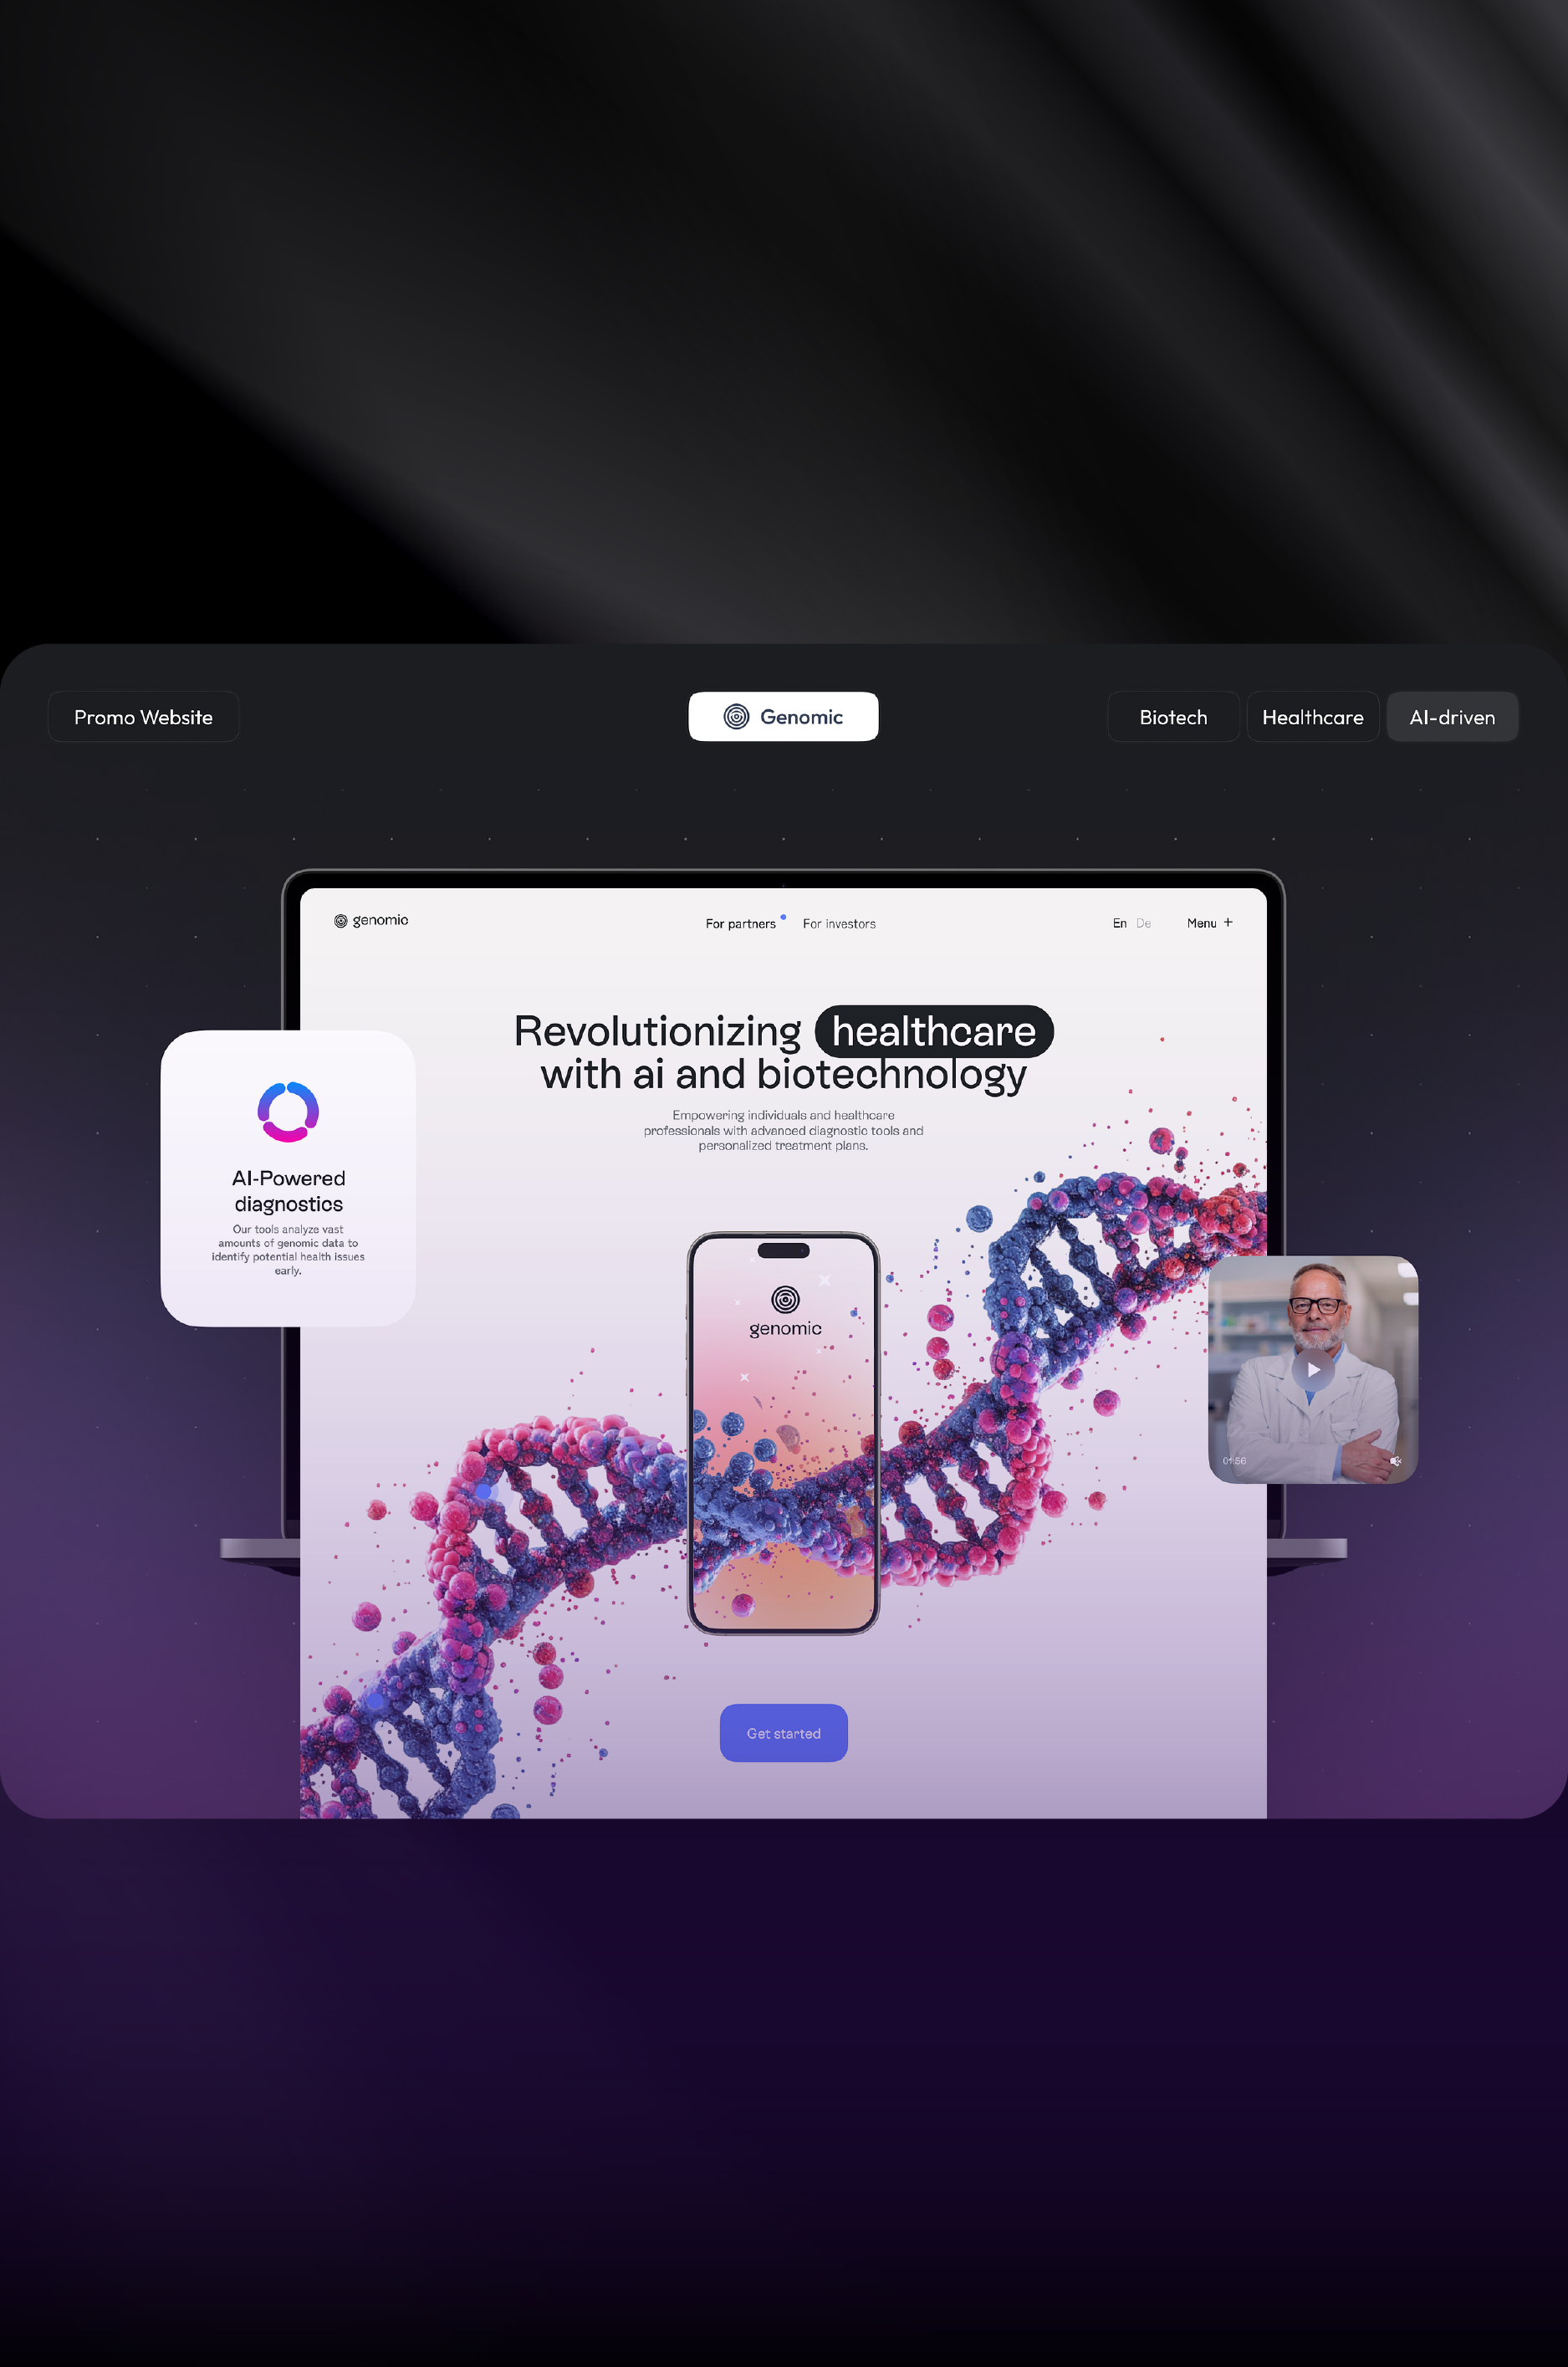 Promo Website
Genomic
Biotech
Healthcare
AI-driven
genomic
For partners
For investors
En De
Menu +
Revolutionizing healthcare
with ai and biotechnology
Empowering individuals and healthcare
professionals with advanced diagnostic tools and
personalized treatment plans.
AI-Powered
diagnostics
Our tools analyze vast
amounts of genomic data to
identify potential health issues
early.
genomic
01:56
Get started